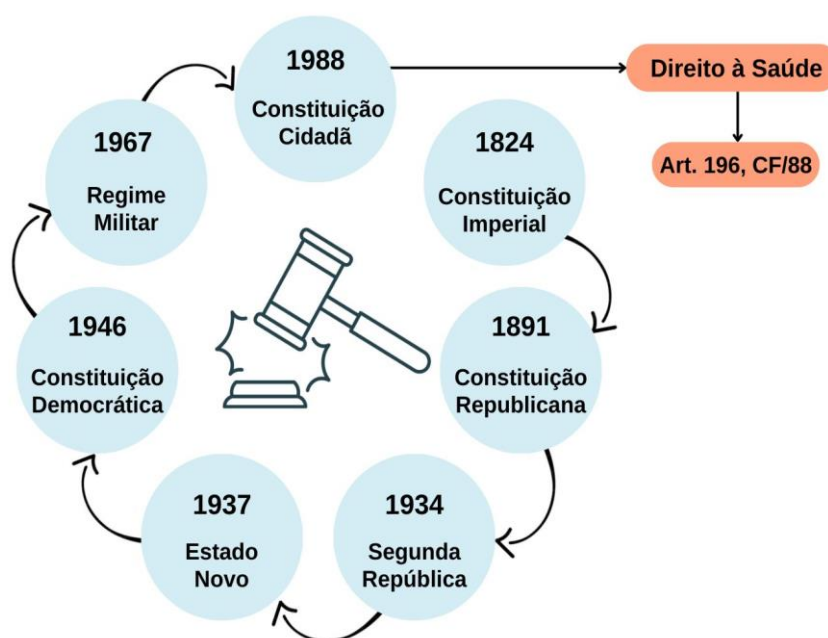 1988
Constituição
Cidadã
Direito à Saúde
Art. 196, CF/88
1824
Constituição
Imperial
1891
Constituição
Republicana
1934
Segunda
República
1937
Estado
Novo
1946
Constituição
Democrática
1967
Regime
Militar